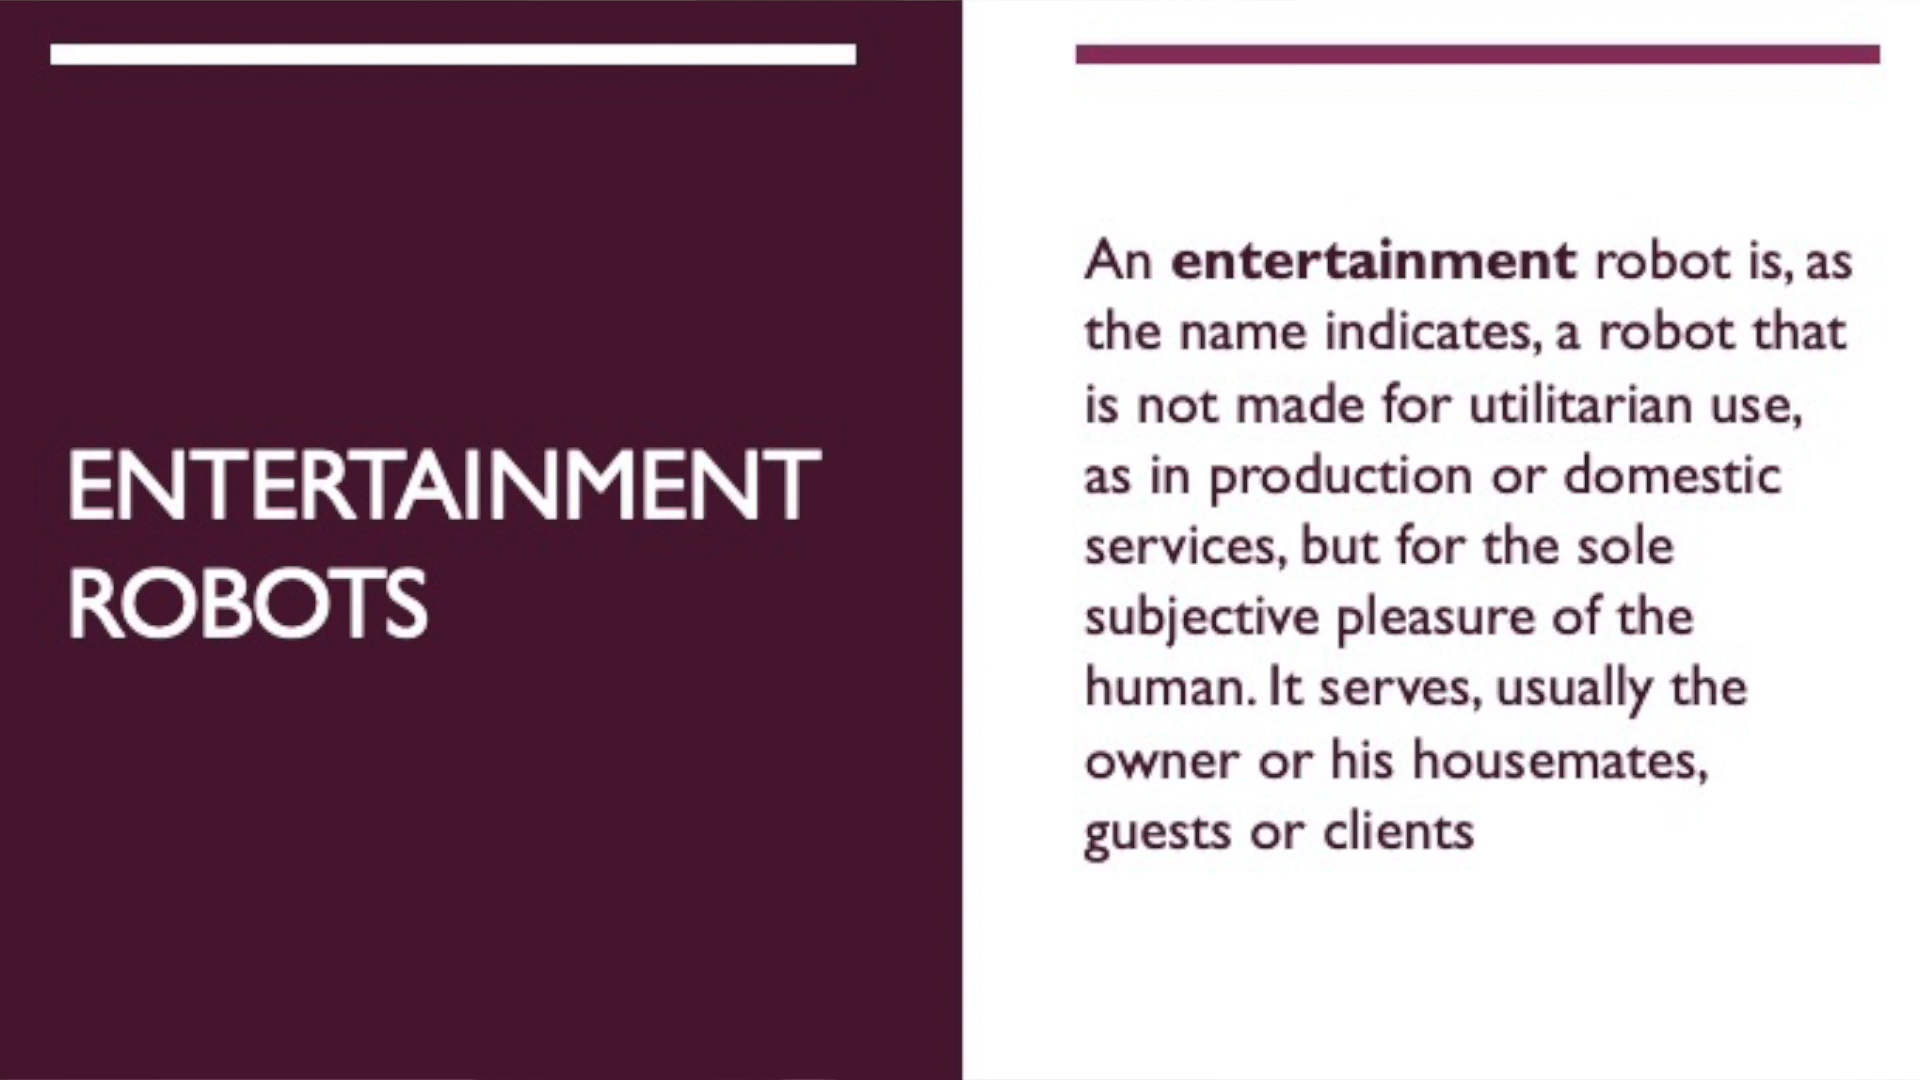 ENTERTAINMENT
ROBOTS
An entertainment robot is, as
the name indicates, a robot that
is not made for utilitarian use,
as in production or domestic
services, but for the sole
subjective pleasure of the
human. It serves, usually the
owner or his housemates,
guests or clients